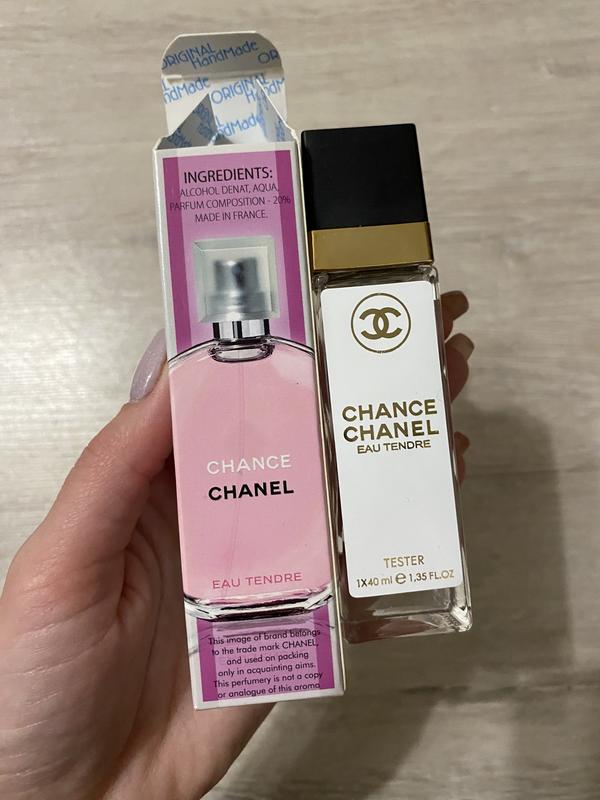 ORIGINAL
HandMade
ORIGINAL
HandMade
INGREDIENTS:
ALCOHOL DENAT, AQUA,
PARFUM COMPOSITION - 20%
MADE IN FRANCE.
CHANCE
CHANEL
EAU TENDRE
This image of brand belongs
to the trade mark CHANEL,
and used on packing
only in acquainting aims.
This perfumery is not a copy
or analogue of this aroma
CHANCE
CHANEL
EAU TENDRE
TESTER
1X40 ml e 1,35 FL.OZ